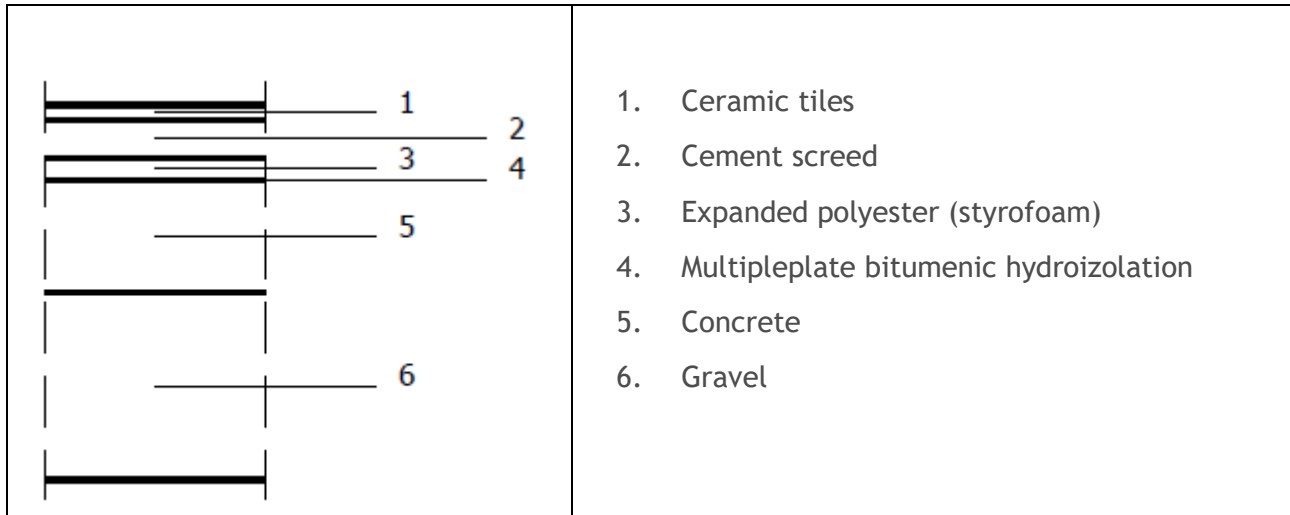 1
2
3
4
5
6
1. Ceramic tiles
2. Cement screed
3. Expanded polyester (styrofoam)
4. Multipleplate bitumenic hydroizolation
5. Concrete
6. Gravel